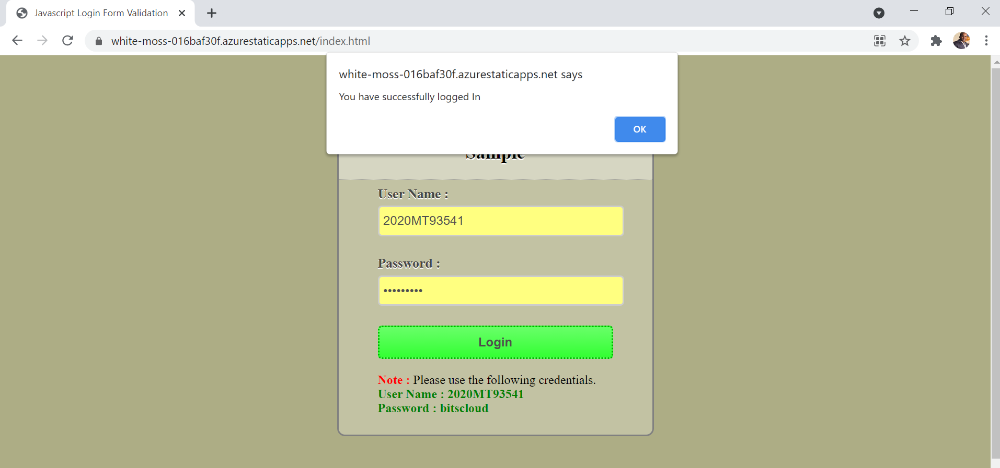 Javascript Login Form Validation
white-moss-016baf30f.azurestaticapps.net/index.html
white-moss-016baf30f.azurestaticapps.net says
You have successfully logged In
OK
Sample
User Name :
2020MT93541
Password :
•••••••••
Login
Note : Please use the following credentials.
User Name : 2020MT93541
Password : bitscloud